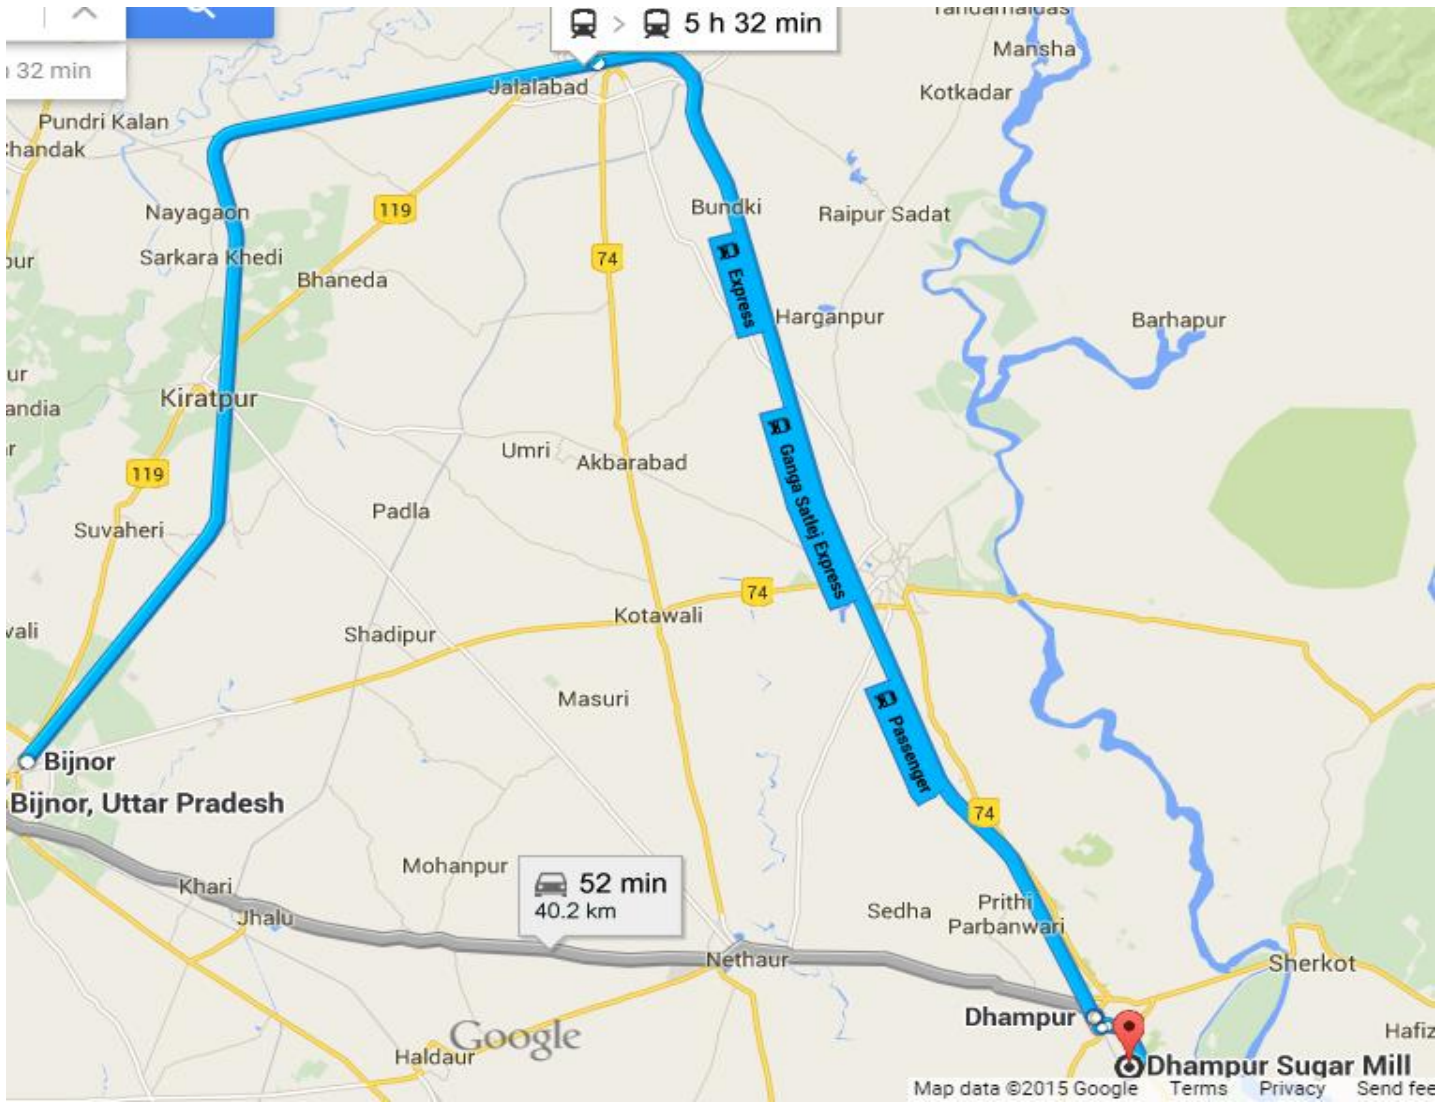 > 5 h 32 min
32 min
Mansha
Jalalabad
Kotkadar
Pundri Kalan
Chandak
Nayagaon
119
Bundki
Raipur Sadat
Sarkara Khedi
74
Bhaneda
Express
Harganpur
Barhapur
Kiratpur
Umri
Akbarabad
Ganga Satlej Express
119
Padla
Suvaheri
74
Kotawali
Shadipur
Masuri
Passenger
Bijnor
Bijnor, Uttar Pradesh
74
Mohanpur
52 min
40.2 km
Khari
Jhalu
Sedha
Prithi
Parbanwari
Nethaur
Sherkot
Dhampur
Google
Haldaur
Dhampur Sugar Mill
Map data ©2015 Google Terms Privacy Send fee